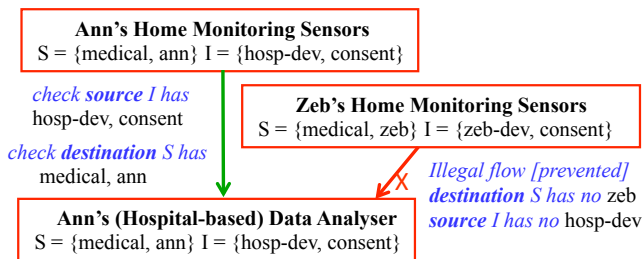 Ann's Home Monitoring Sensors
S = {medical, ann} I = {hosp-dev, consent}
check source I has
hosp-dev, consent
check destination S has
medical, ann
Zeb's Home Monitoring Sensors
S = {medical, zeb} I = {zeb-dev, consent}
X
Illegal flow [prevented]
destination S has no zeb
source I has no hosp-dev
Ann's (Hospital-based) Data Analyser
S = {medical, ann} I = {hosp-dev, consent}